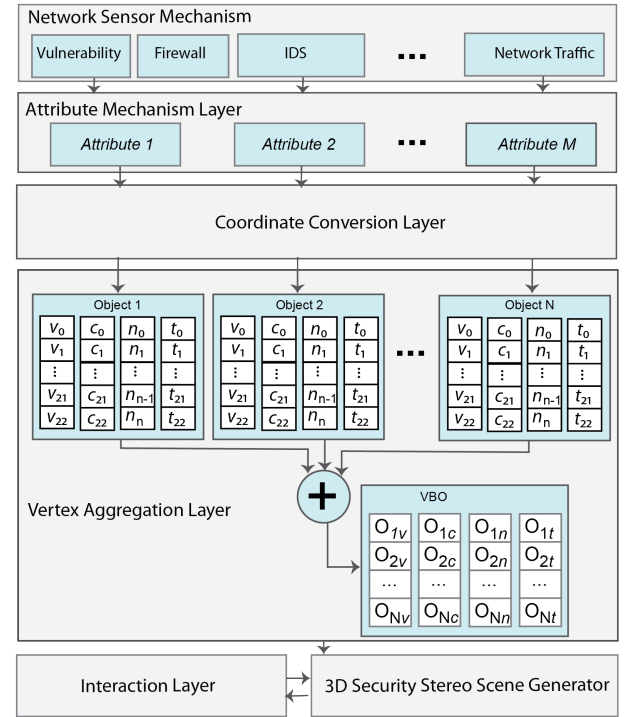 Network Sensor Mechanism
Vulnerability Firewall IDS ... Network Traffic
Attribute Mechanism Layer
Attribute 1 Attribute 2 ... Attribute M
Coordinate Conversion Layer
Object 1 Object 2 Object N
v0 c0 n0 t0 v0 c0 n0 t0 v0 c0 n0 t0
v1 c1 n1 t1 v1 c1 n1 t1 ... v1 c1 n1 t1
⋮ ⋮ ⋮ ⋮ ⋮ ⋮ ⋮ ⋮ ⋮ ⋮ ⋮ ⋮
v21 c21 nn-1 t21 v21 c21 nn-1 t21 v21 c21 nn-1 t21
v22 c22 nn t22 v22 c22 nn t22 v22 c22 nn t22
+
Vertex Aggregation Layer
VBO
O1v O1c O1n O1t
O2v O2c O2n O2t
... ... ... ...
ONv ONc ONn ONt
Interaction Layer
3D Security Stereo Scene Generator